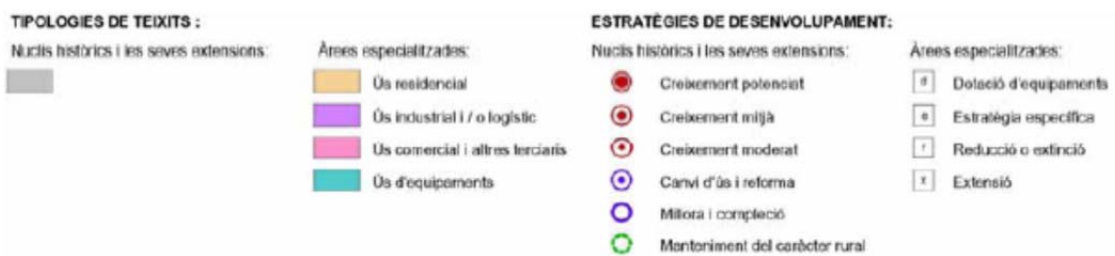 TIPOLOGIES DE TEIXITS :
Nuclis històrics i les seves extensions:
Àrees especialitzades:
Ús residencial
Ús industrial i / o logístic
Ús comercial i altres terciaris
Ús d'equipaments
ESTRATÈGIES DE DESENVOLUPAMENT:
Nuclis històrics i les seves extensions:
Creixement potenciat
Creixement mitjà
Creixement moderat
Canvi d'ús i reforma
Millora i compleció
Manteniment del caràcter rural
Àrees especialitzades:
d Dotació d'equipaments
e Estratègia específica
r Reducció o extinció
x Extensió